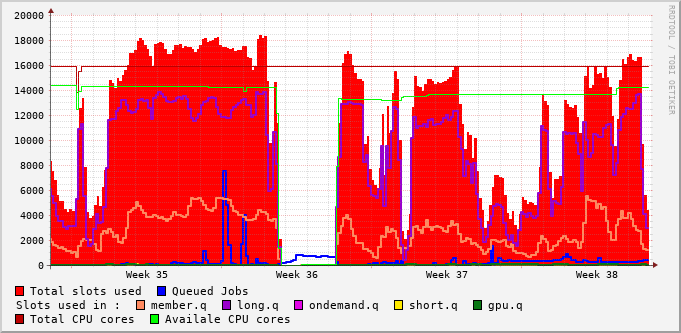 20000
18000
16000
14000
12000
10000
8000
6000
4000
2000
0
Week 35 Week 36 Week 37 Week 38
RRDTOOL / TOBI OETIKER
Total slots used Queued Jobs
Slots used in : member.q long.q ondemand.q short.q gpu.q
Total CPU cores Availale CPU cores